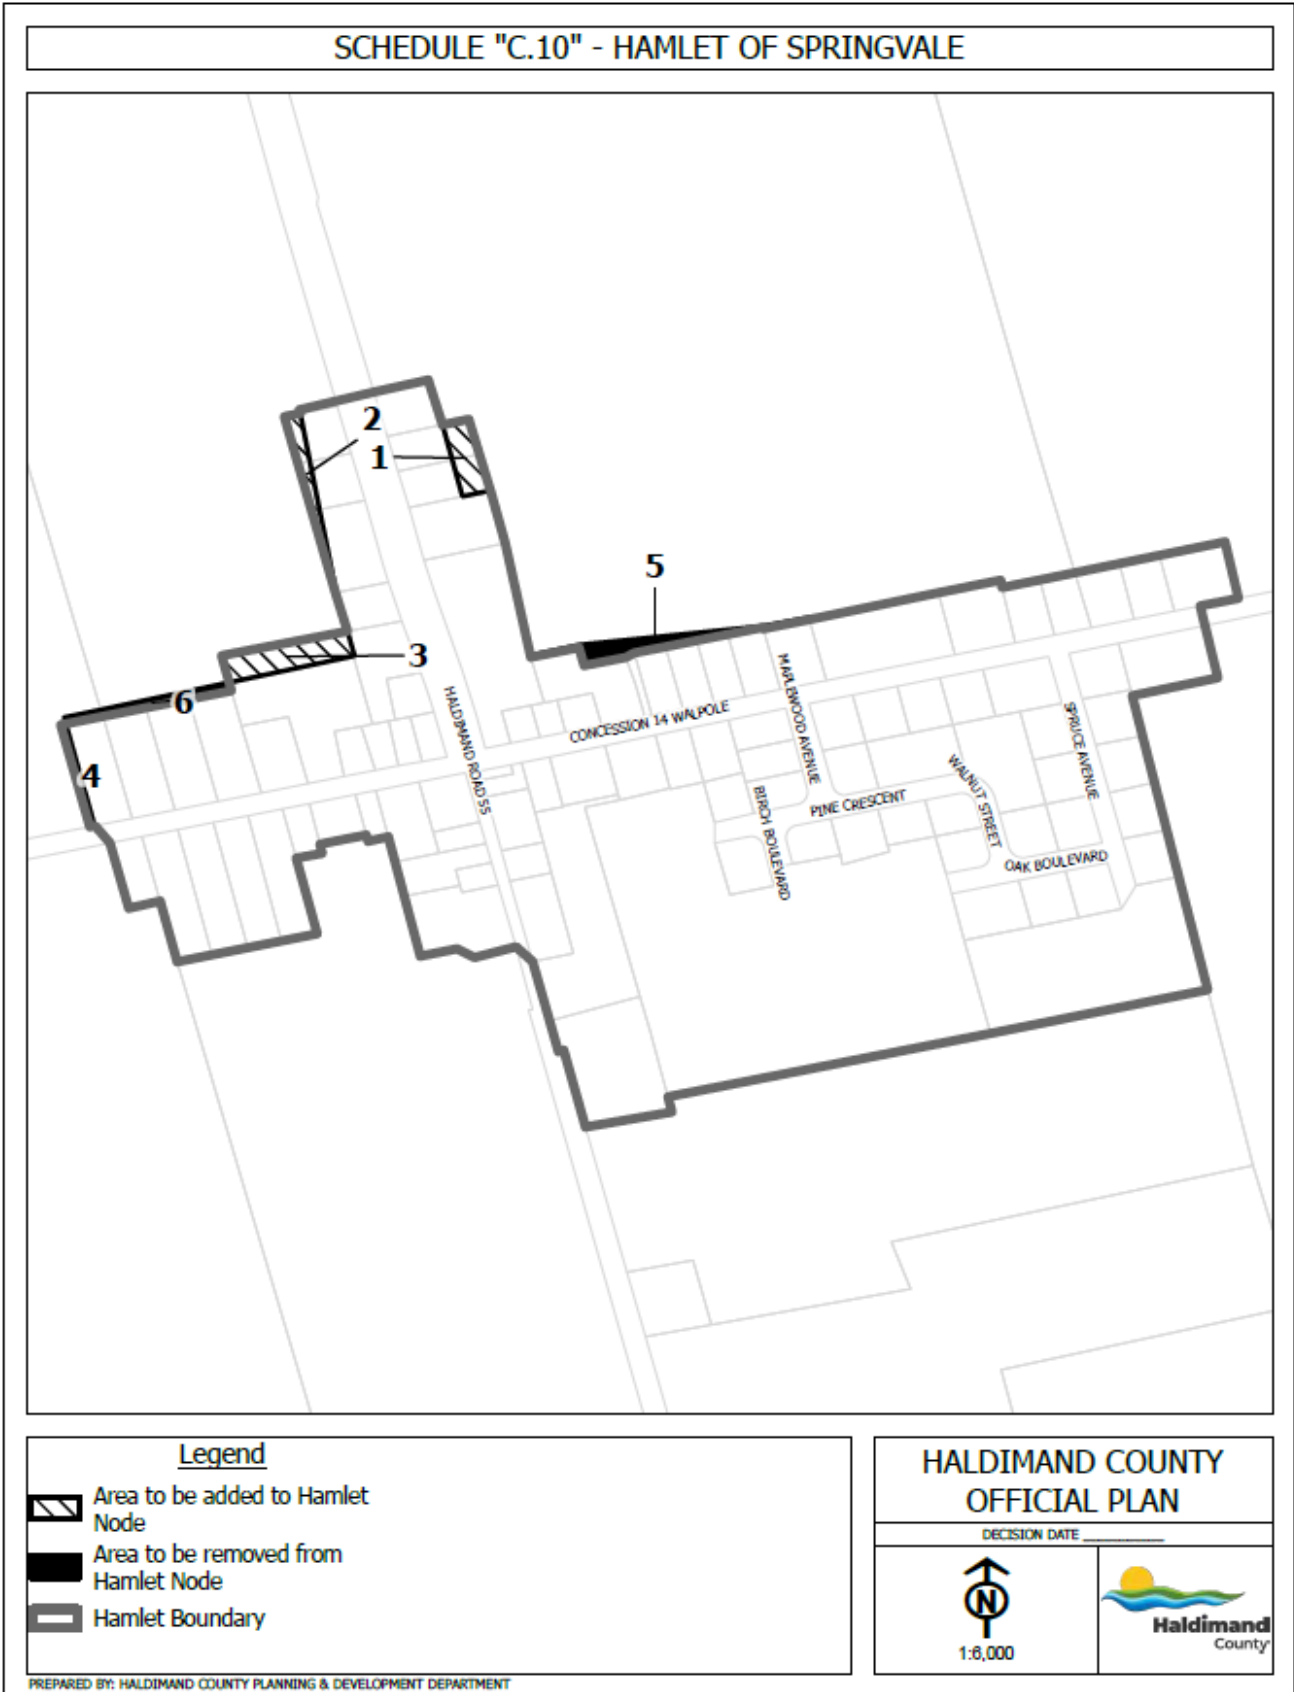 SCHEDULE "C.10" - HAMLET OF SPRINGVALE
2
1
5
3
6
4
HALDIMAND ROAD 55
CONCESSION 14 WALPOLE
MAPLEWOOD AVENUE
BIRCH BOULEVARD
PINE CRESCENT
WALNUT STREET
SPRUCE AVENUE
OAK BOULEVARD
Legend
Area to be added to Hamlet
Node
Area to be removed from
Hamlet Node
Hamlet Boundary
HALDIMAND COUNTY
OFFICIAL PLAN
DECISION DATE __________
N
1:6,000
Haldimand
County
PREPARED BY: HALDIMAND COUNTY PLANNING & DEVELOPMENT DEPARTMENT